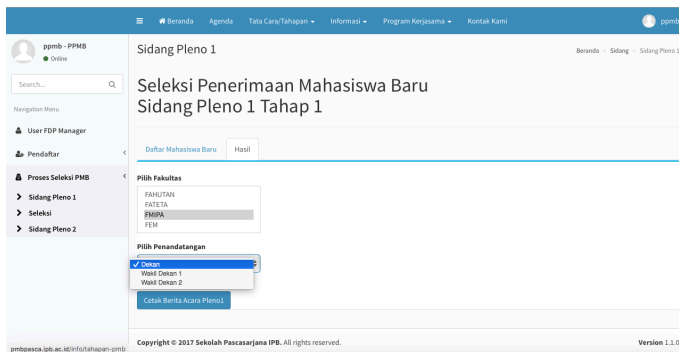 Beranda Agenda Tata Cara/Tahapan Informasi Program Kerjasama Kontak Kami ppmb
ppmb - PPMB
Online
Search...
Navigation Menu
User FDP Manager
Pendaftar
Proses Seleksi PMB
Sidang Pleno 1
Seleksi
Sidang Pleno 2
Sidang Pleno 1
Beranda > Sidang > Sidang Pleno 1
Seleksi Penerimaan Mahasiswa Baru
Sidang Pleno 1 Tahap 1
Daftar Mahasiswa Baru Hasil
Pilih Fakultas
FAHUTAN
FATETA
FMIPA
FEM
Pilih Penandatangan
✓ Dekan
Wakil Dekan 1
Wakil Dekan 2
Cetak Berita Acara Pleno1
Copyright © 2017 Sekolah Pascasarjana IPB. All rights reserved. Version 1.1.0
pmbpasca.ipb.ac.id/info/tahapan-pmb